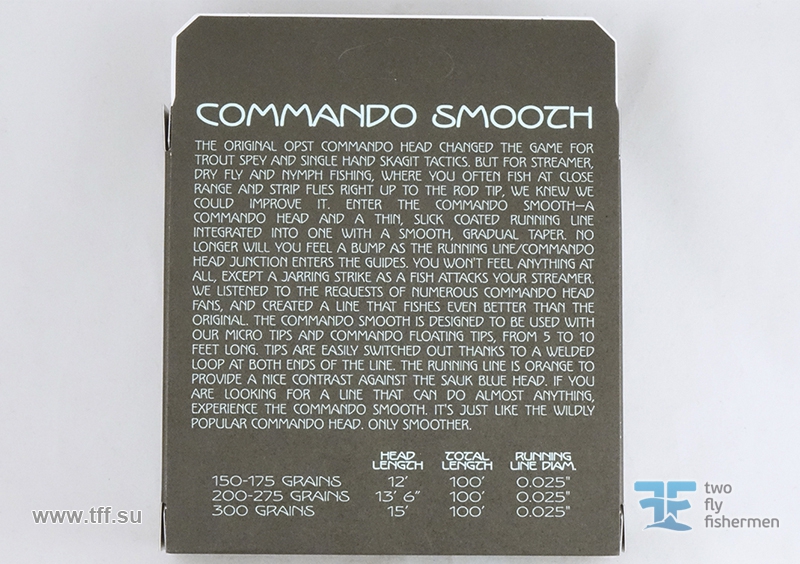 COMMANDO SMOOTH
THE ORIGINAL OPST COMMANDO HEAD CHANGED THE GAME FOR
TROUT SPEY AND SINGLE HAND SKAGIT TACTICS. BUT FOR STREAMER,
DRY FLY AND NYMPH FISHING, WHERE YOU OFTEN FISH AT CLOSE
RANGE AND STRIP FLIES RIGHT UP TO THE ROD TIP, WE KNEW WE
COULD IMPROVE IT. ENTER THE COMMANDO SMOOTH—A
COMMANDO HEAD AND A THIN, SLICK COATED RUNNING LINE
INTEGRATED INTO ONE WITH A SMOOTH, GRADUAL TAPER. NO
LONGER WILL YOU FEEL A BUMP AS THE RUNNING LINE/COMMANDO
HEAD JUNCTION ENTERS THE GUIDES. YOU WON'T FEEL ANYTHING AT
ALL, EXCEPT A JARRING STRIKE AS A FISH ATTACKS YOUR STREAMER.
WE LISTENED TO THE REQUESTS OF NUMEROUS COMMANDO HEAD
FANS, AND CREATED A LINE THAT FISHES EVEN BETTER THAN THE
ORIGINAL. THE COMMANDO SMOOTH IS DESIGNED TO BE USED WITH
OUR MICRO TIPS AND COMMANDO FLOATING TIPS, FROM 5 TO 10
FEET LONG. TIPS ARE EASILY SWITCHED OUT THANKS TO A WELDED
LOOP AT BOTH ENDS OF THE LINE. THE RUNNING LINE IS ORANGE TO
PROVIDE A NICE CONTRAST AGAINST THE SAUK BLUE HEAD. IF YOU
ARE LOOKING FOR A LINE THAT CAN DO ALMOST ANYTHING,
EXPERIENCE THE COMMANDO SMOOTH. IT'S JUST LIKE THE WILDLY
POPULAR COMMANDO HEAD. ONLY SMOOTHER.
HEAD LENGTH TOTAL LENGTH RUNNING LINE DIAM.
150-175 GRAINS 12' 100' 0.025"
200-275 GRAINS 13' 6" 100' 0.025"
300 GRAINS 15' 100' 0.025"
www.tff.su
two
fly
fishermen